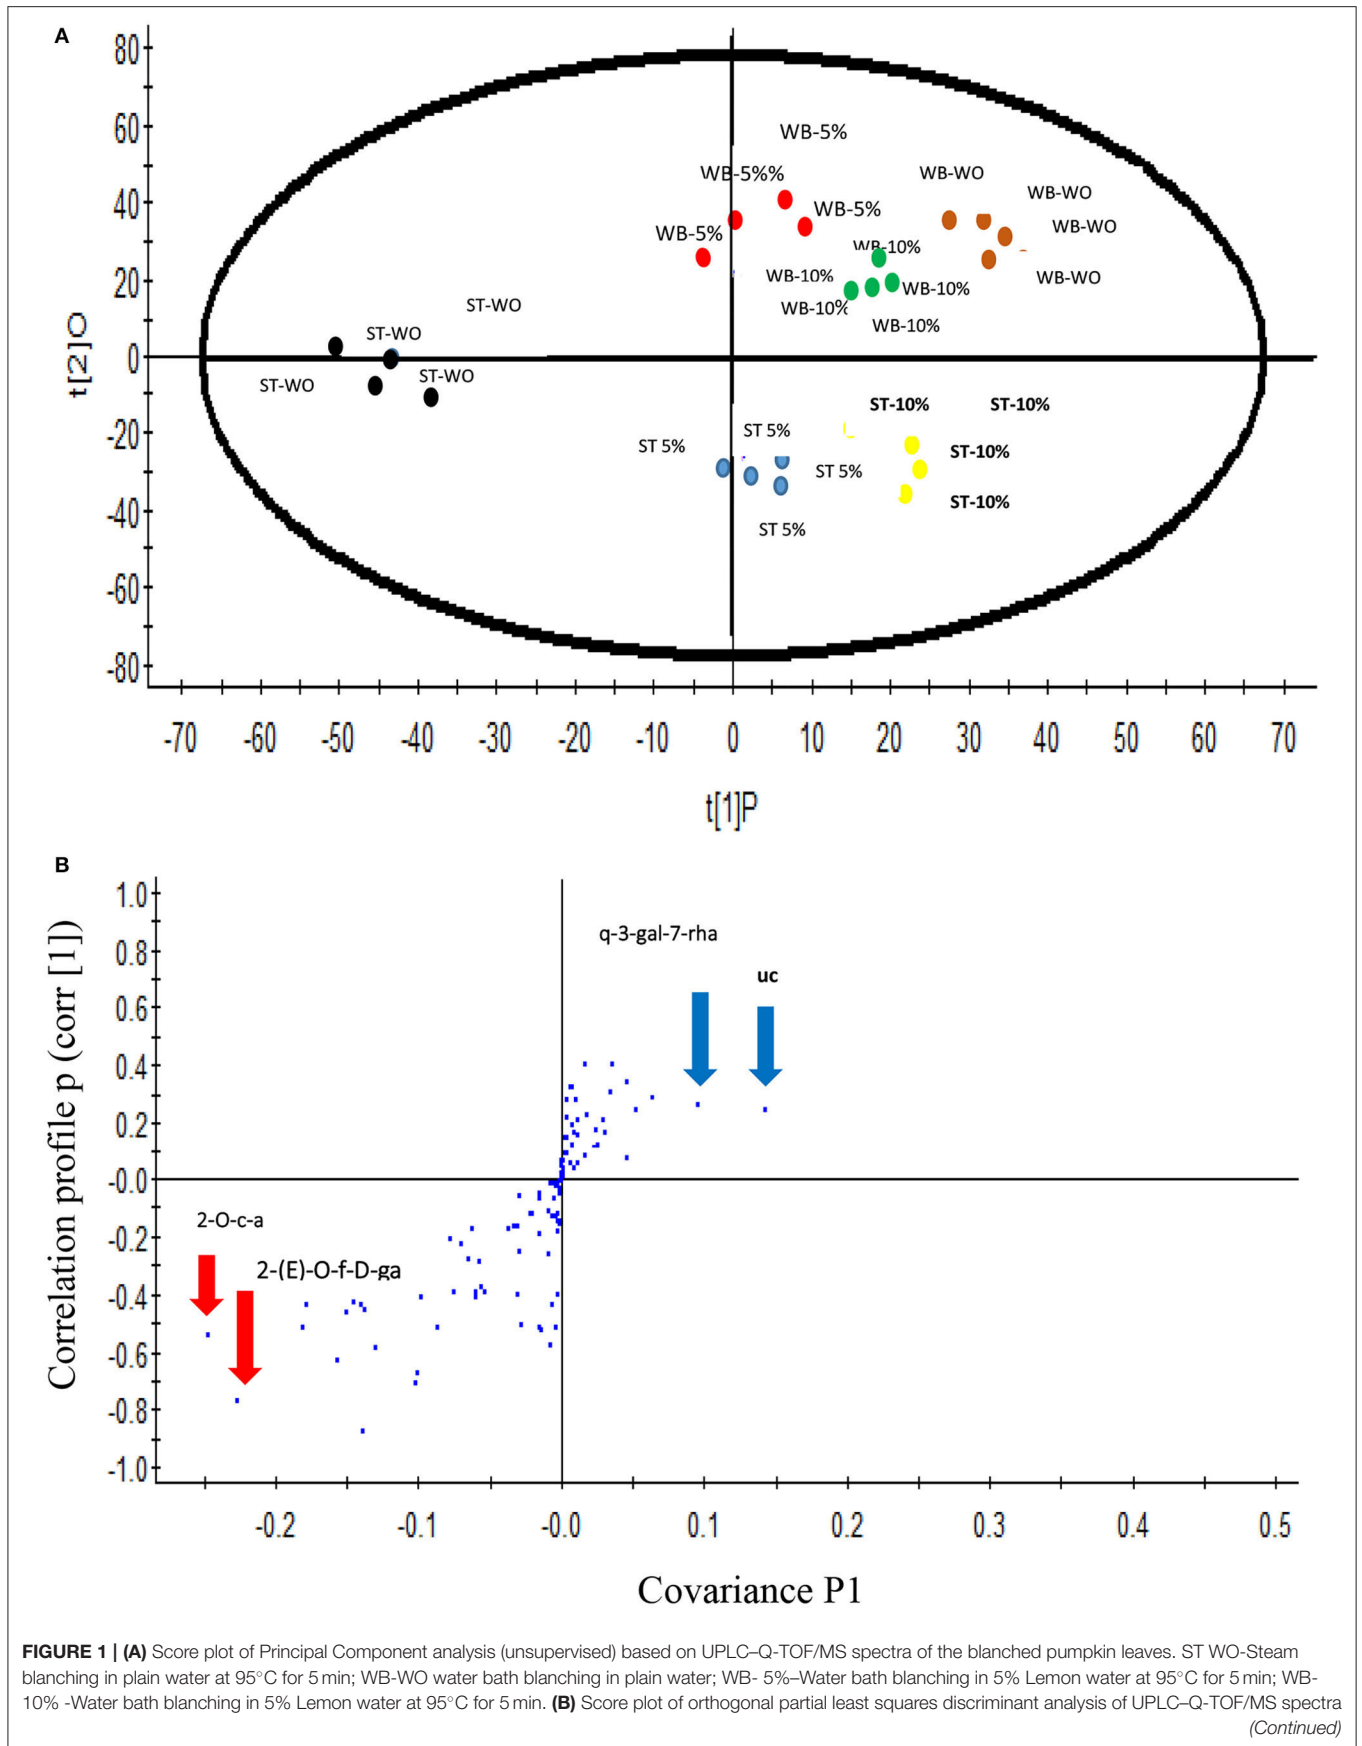 A
80
60
40
20
0
-20
-40
-60
-80
t[2]O
WB-5%
WB-5%%
WB-5%
WB-5%
WB-WO
WB-WO
WB-WO
WB-WO
WB-10%
WB-10%
WB-10%
WB-10%
WB-10%
ST-WO
ST-WO
ST-WO
ST-WO
ST-10%
ST-10%
ST-10%
ST-10%
ST 5%
ST 5%
ST 5%
ST 5%
-70 -60 -50 -40 -30 -20 -10 0 10 20 30 40 50 60 70
t[1]P
B
1.0
0.8
0.6
0.4
0.2
-0.0
-0.2
-0.4
-0.6
-0.8
-1.0
Correlation profile p (corr [1])
q-3-gal-7-rha
uc
2-O-c-a
2-(E)-O-f-D-ga
-0.2 -0.1 -0.0 0.1 0.2 0.3 0.4 0.5
Covariance P1
FIGURE 1 | (A) Score plot of Principal Component analysis (unsupervised) based on UPLC–Q-TOF/MS spectra of the blanched pumpkin leaves. ST WO-Steam
blanching in plain water at 95°C for 5 min; WB-WO water bath blanching in plain water; WB- 5%–Water bath blanching in 5% Lemon water at 95°C for 5 min; WB-
10% -Water bath blanching in 5% Lemon water at 95°C for 5 min. (B) Score plot of orthogonal partial least squares discriminant analysis of UPLC–Q-TOF/MS spectra
(Continued)